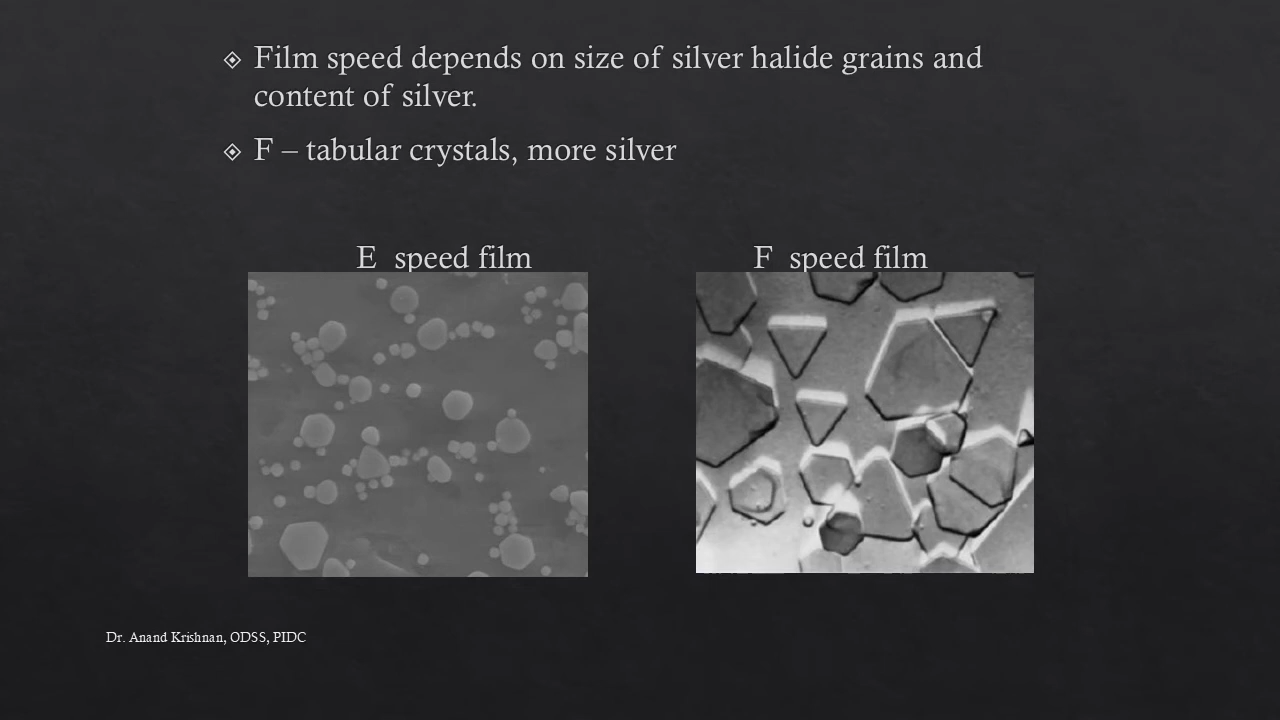 Film speed depends on size of silver halide grains and
content of silver.
F – tabular crystals, more silver
E speed film
F speed film
Dr. Anand Krishnan, ODSS, PIDC